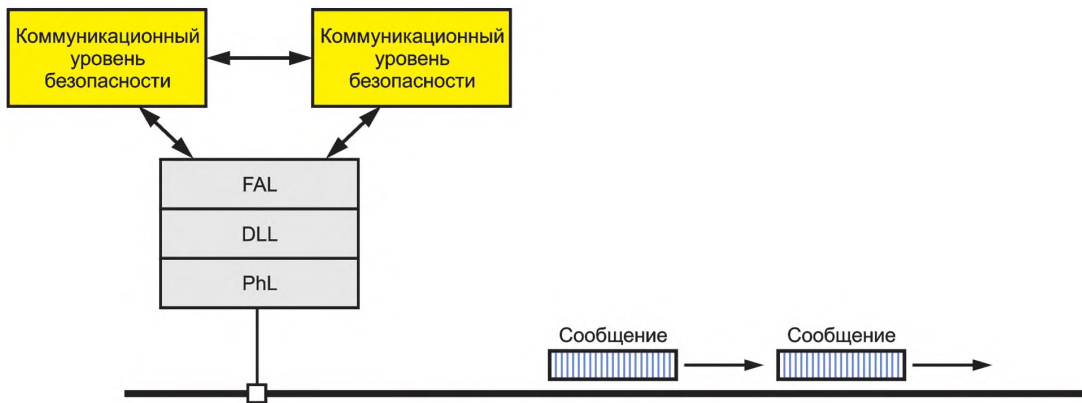 Коммуникационный
уровень
безопасности
Коммуникационный
уровень
безопасности
FAL
DLL
PhL
Сообщение
Сообщение